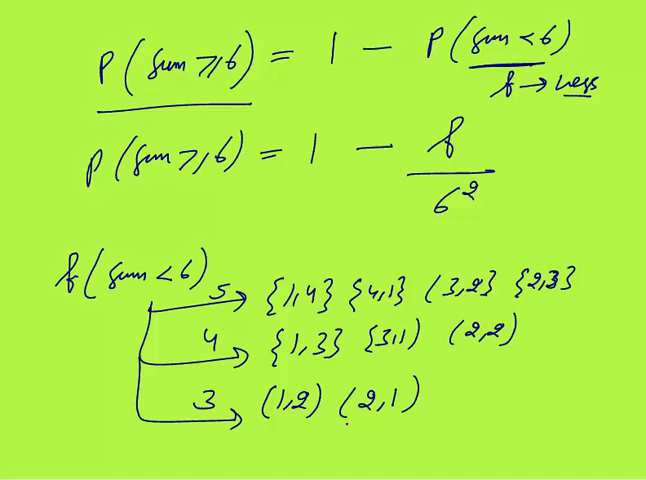 P(sum ⩾ 6) = 1 − P(sum < 6)
f → less
P(sum ⩾ 6) = 1 − f / 6²
f(sum < 6)
5 → {1,4} {4,1} (3,2} {2,3}
4 → {1,3} {3,1) (2,2)
3 → (1,2) (2,1)